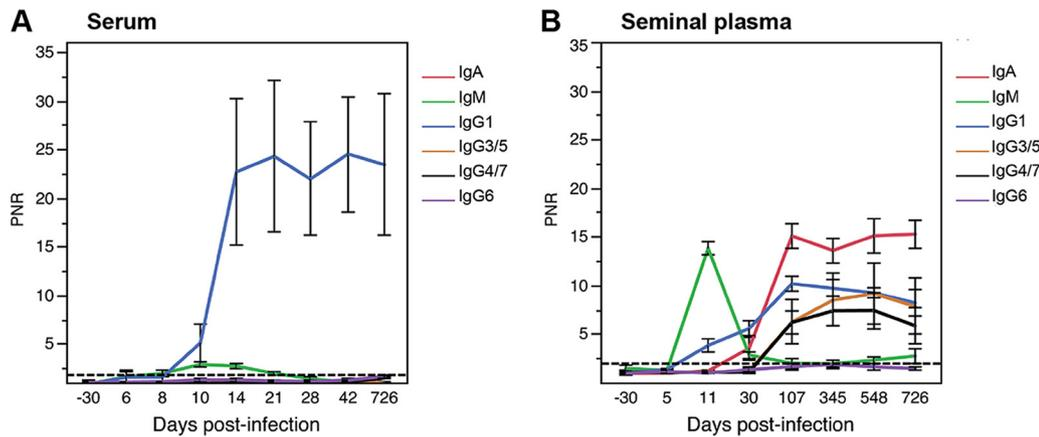 A Serum
PNR
35
30
25
20
15
10
5
-30 6 8 10 14 21 28 42 726
Days post-infection
IgA
IgM
IgG1
IgG3/5
IgG4/7
IgG6
B Seminal plasma
PNR
35
30
25
20
15
10
5
-30 5 11 30 107 345 548 726
Days post-infection
IgA
IgM
IgG1
IgG3/5
IgG4/7
IgG6